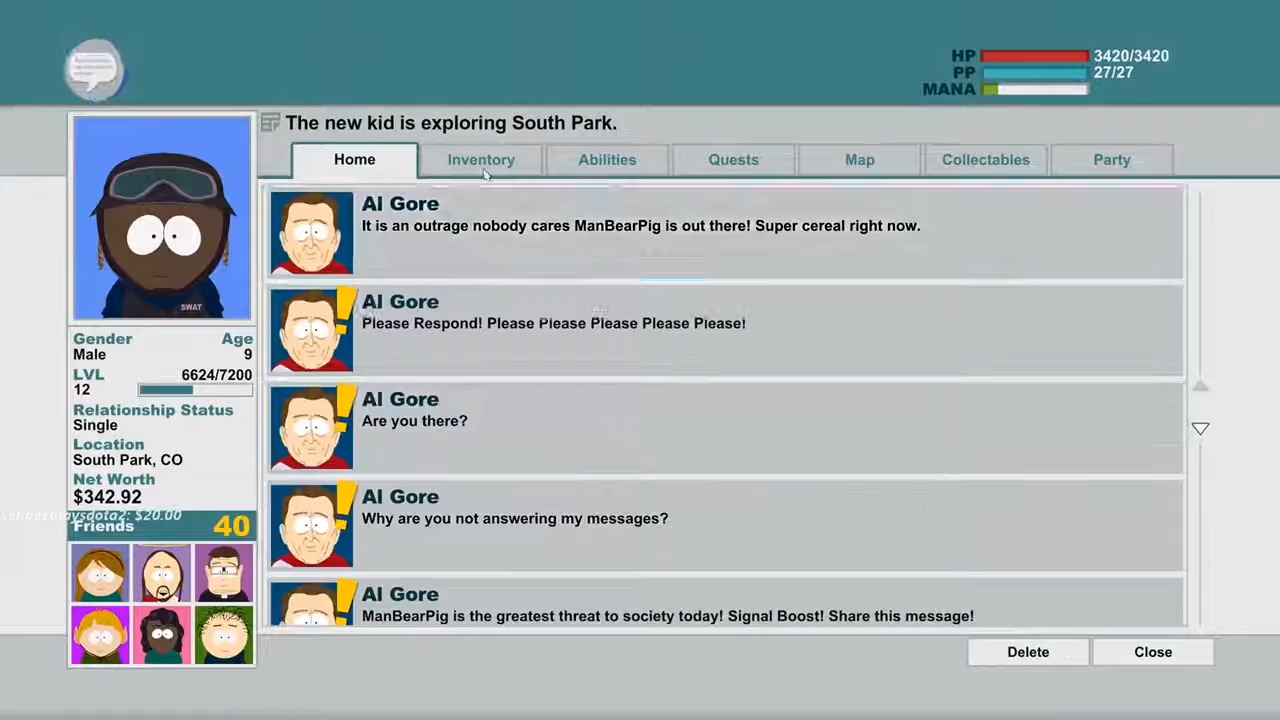 HP 3420/3420
PP 27/27
MANA
The new kid is exploring South Park.
Home Inventory Abilities Quests Map Collectables Party
SWAT
Gender Age
Male 9
LVL 6624/7200
12
Relationship Status
Single
Location
South Park, CO
Net Worth
$342.92
$20.00
Friends 40
Al Gore
It is an outrage nobody cares ManBearPig is out there! Super cereal right now.
Al Gore
Please Respond! Please Please Please Please Please!
Al Gore
Are you there?
Al Gore
Why are you not answering my messages?
Al Gore
ManBearPig is the greatest threat to society today! Signal Boost! Share this message!
Delete Close